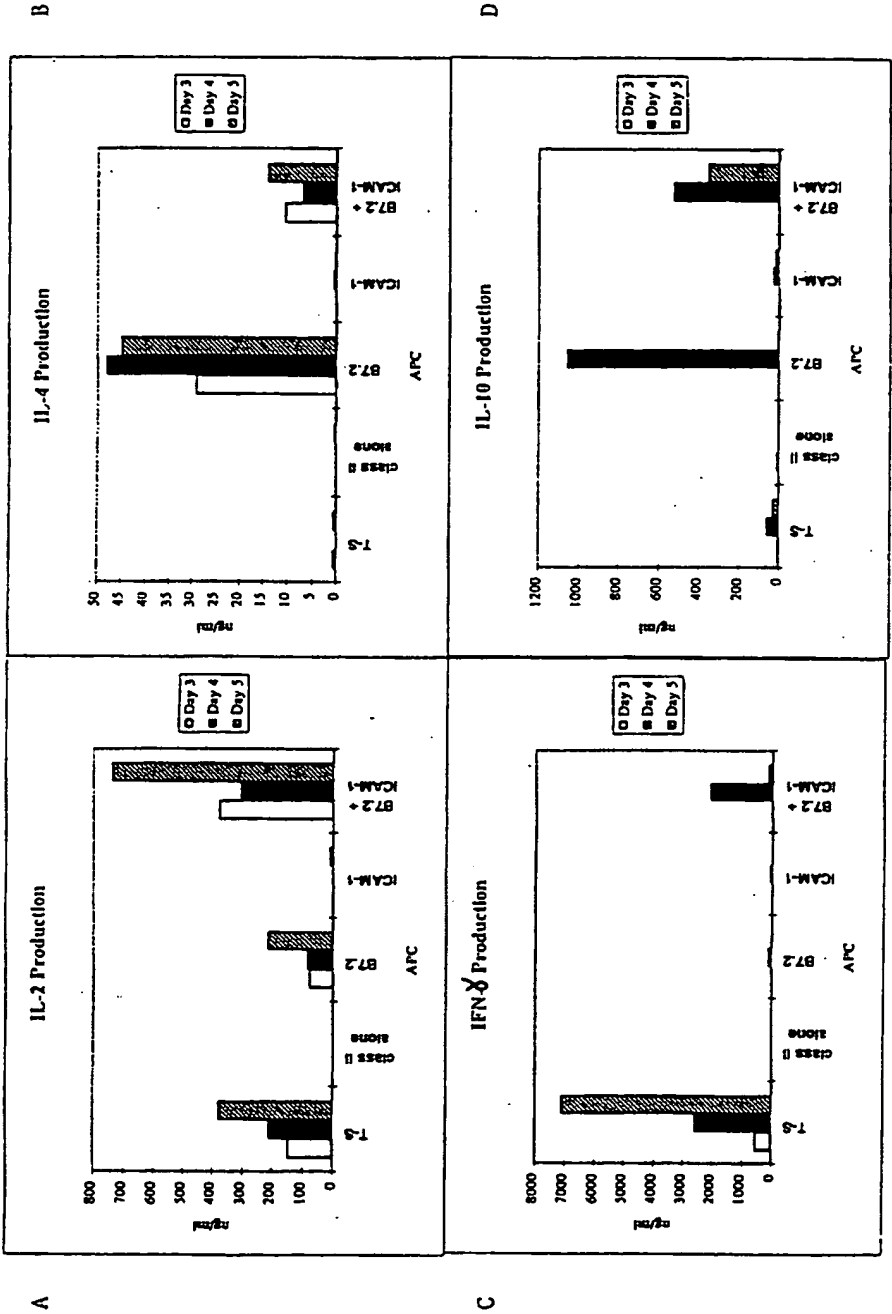 A
IL-2 Production
800
700
600
500
400
300
200
100
0
ng/ml
T-S
class II
alone
B7.2
ICAM-1
B7.2 +
ICAM-1
APC
Day 3
Day 4
Day 5
B
IL-4 Production
50
45
40
35
30
25
20
15
10
5
0
ng/ml
T-S
class II
alone
B7.2
ICAM-1
B7.2 +
ICAM-1
APC
Day 3
Day 4
Day 5
C
IFN-γ Production
8000
7000
6000
5000
4000
3000
2000
1000
0
ng/ml
T-S
class II
alone
B7.2
ICAM-1
B7.2 +
ICAM-1
APC
Day 3
Day 4
Day 5
D
IL-10 Production
1200
1000
800
600
400
200
0
ng/ml
T-S
class II
alone
B7.2
ICAM-1
B7.2 +
ICAM-1
APC
Day 3
Day 4
Day 5